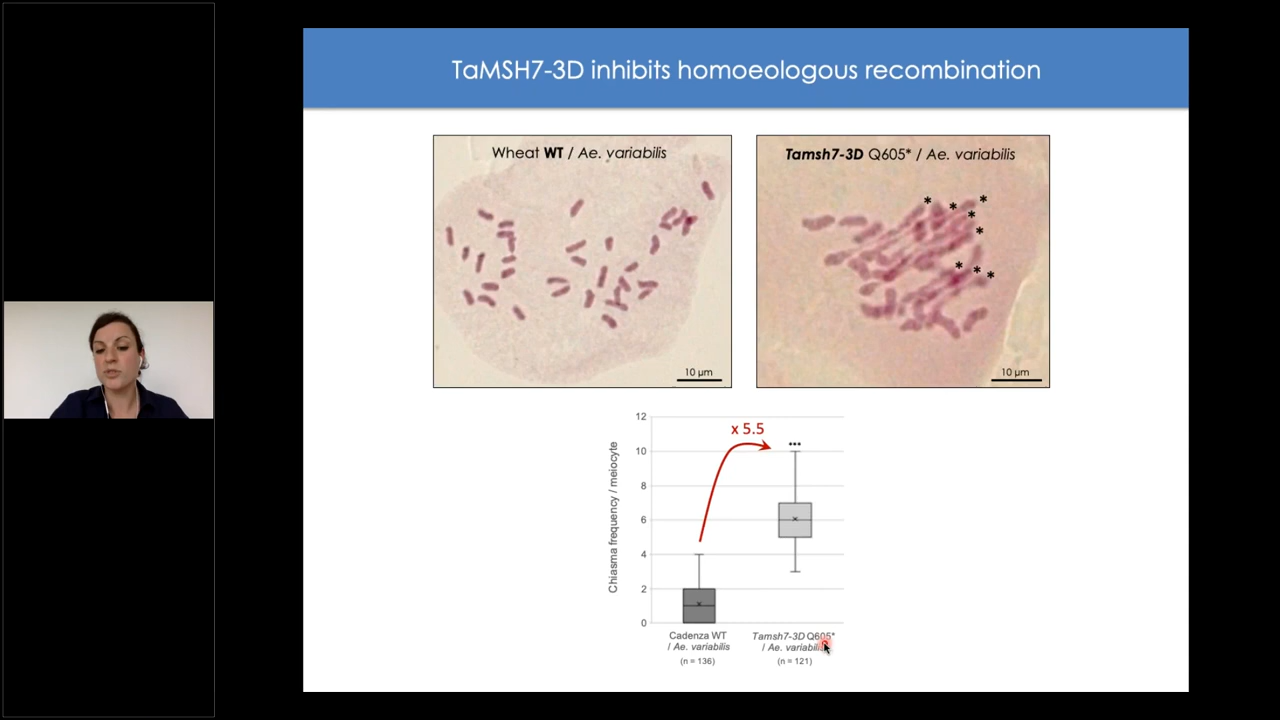 TaMSH7-3D inhibits homoeologous recombination
Wheat WT / Ae. variabilis
10 µm
Tamsh7-3D Q605* / Ae. variabilis
* * * * * * * *
10 µm
12
10
8
6
4
2
0
Chiasma frequency / meiocyte
x 5.5
•••
Cadenza WT
/ Ae. variabilis
(n = 136)
Tamsh7-3D Q605*
/ Ae. variabilis
(n = 121)